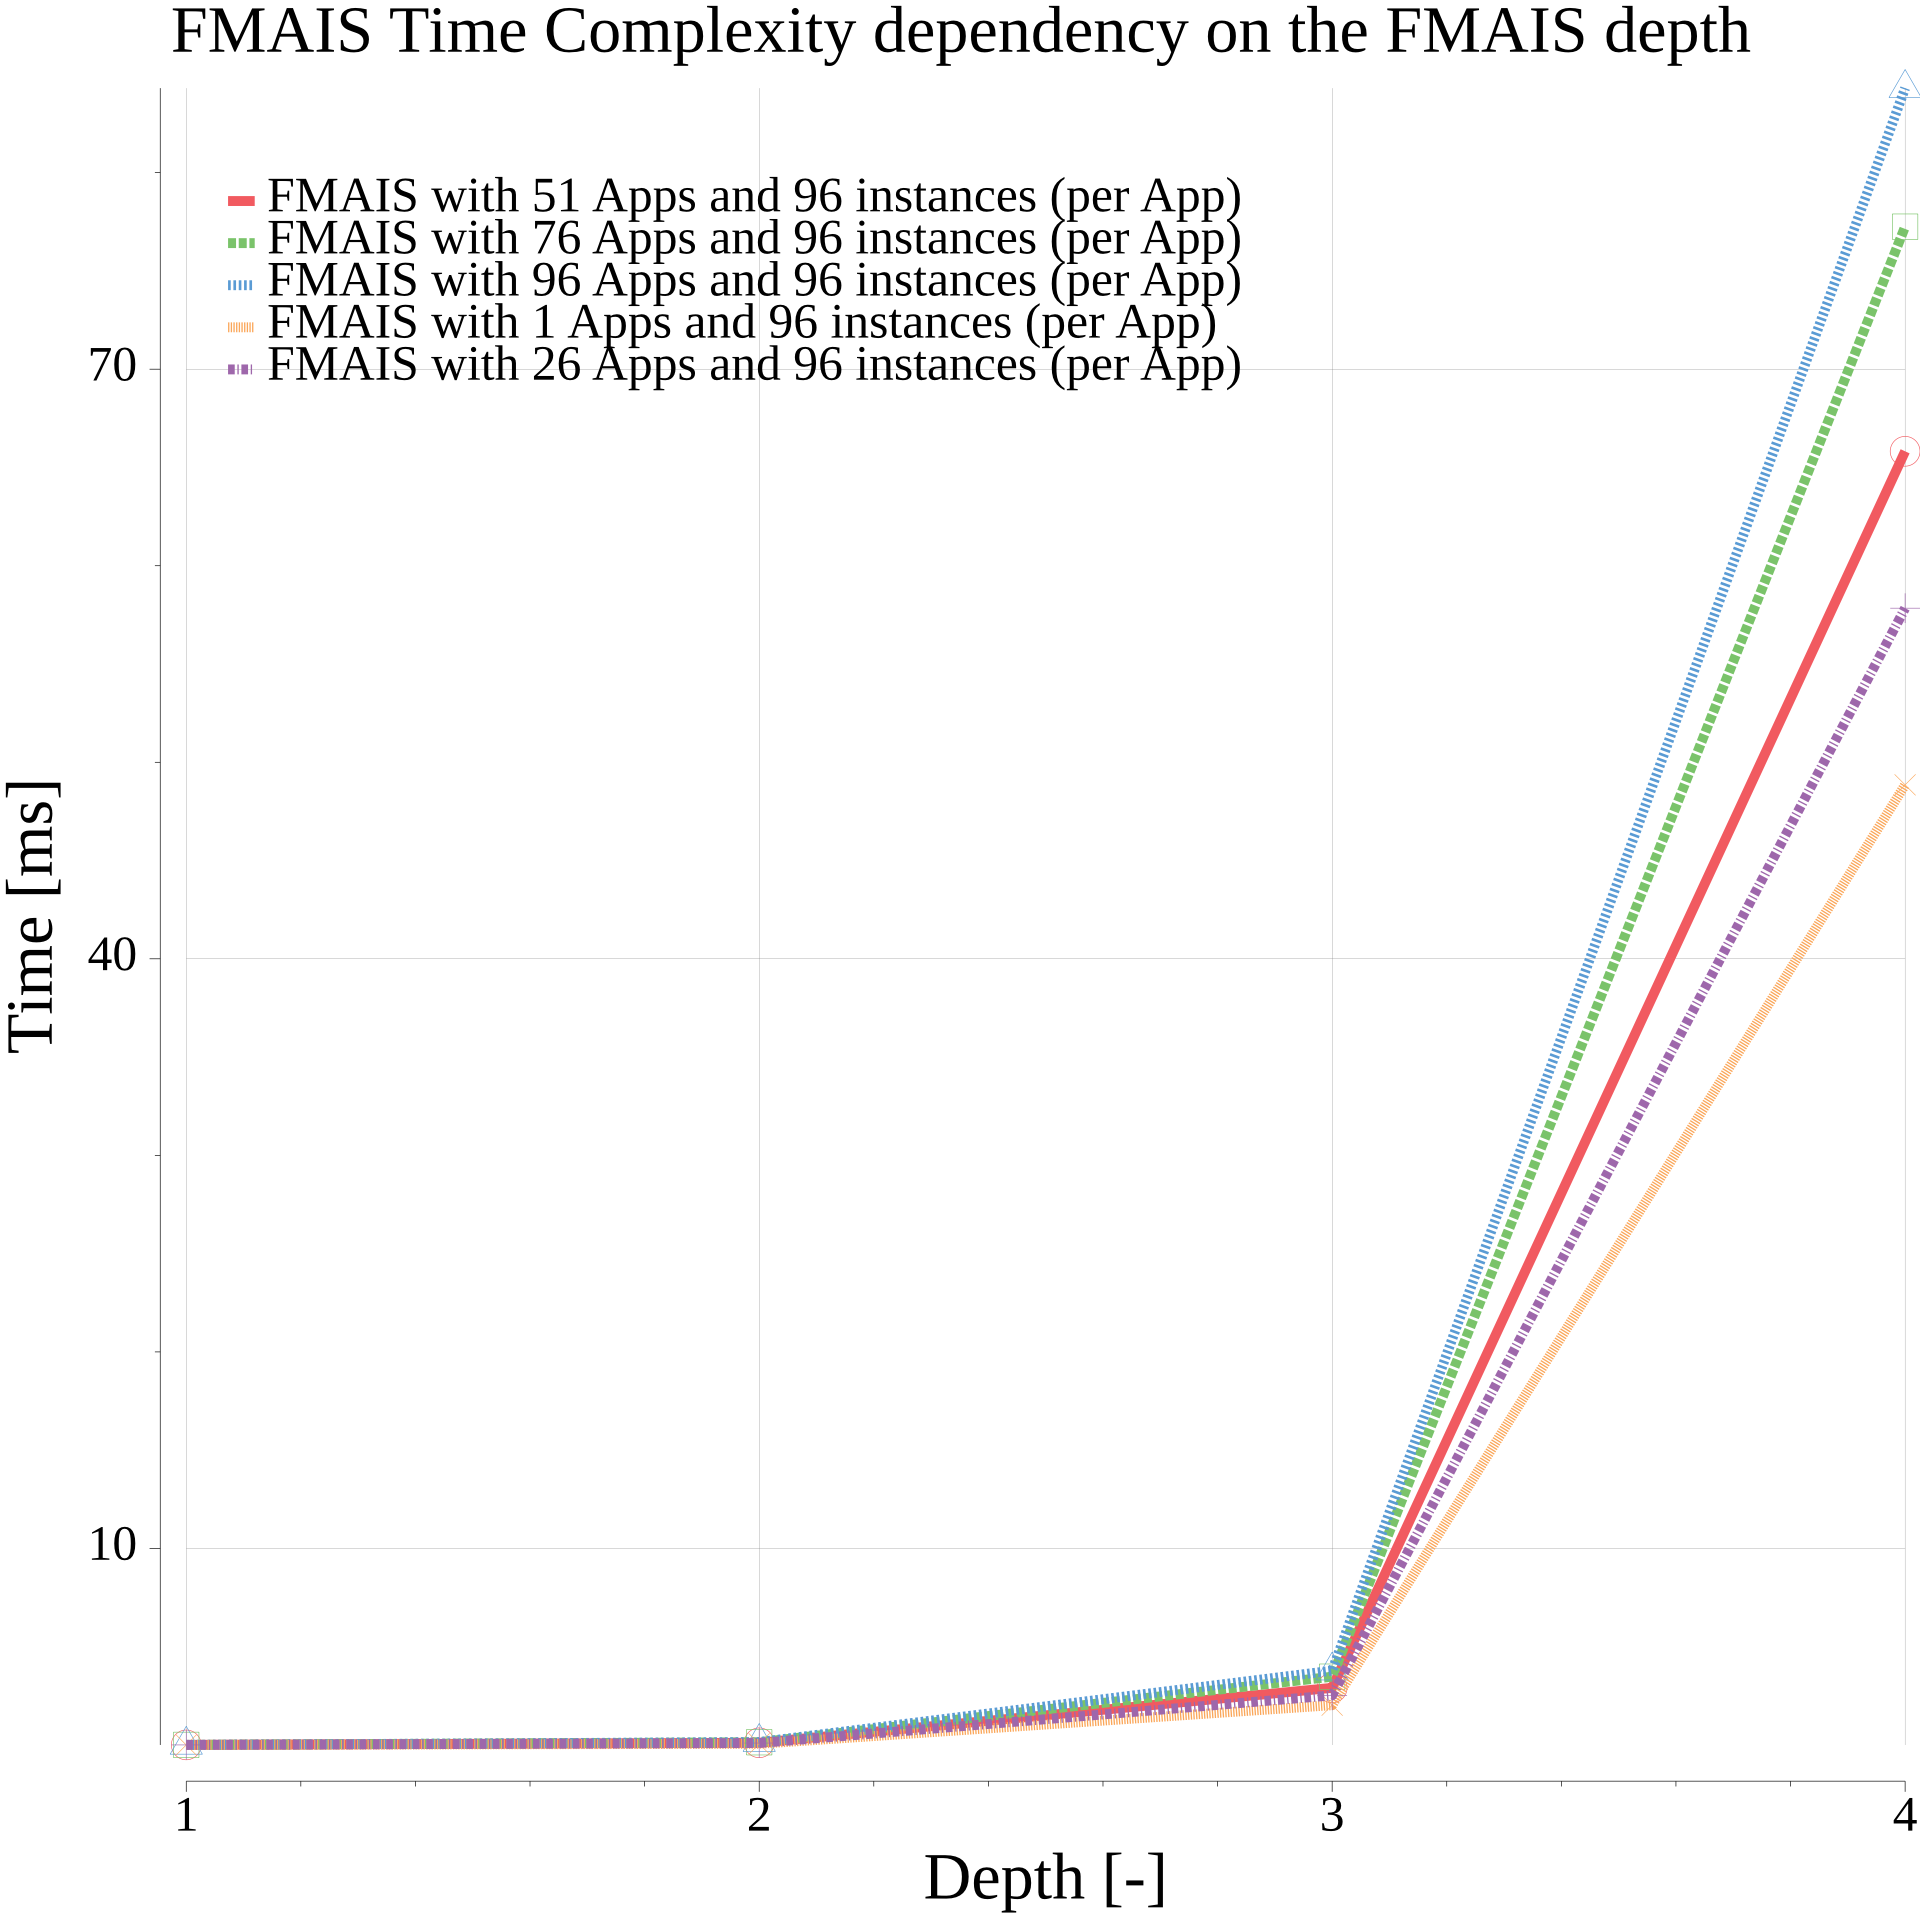 FMAIS Time Complexity dependency on the FMAIS depth
FMAIS with 51 Apps and 96 instances (per App)
FMAIS with 76 Apps and 96 instances (per App)
FMAIS with 96 Apps and 96 instances (per App)
FMAIS with 1 Apps and 96 instances (per App)
FMAIS with 26 Apps and 96 instances (per App)
70
40
10
Time [ms]
1 2 3 4
Depth [-]